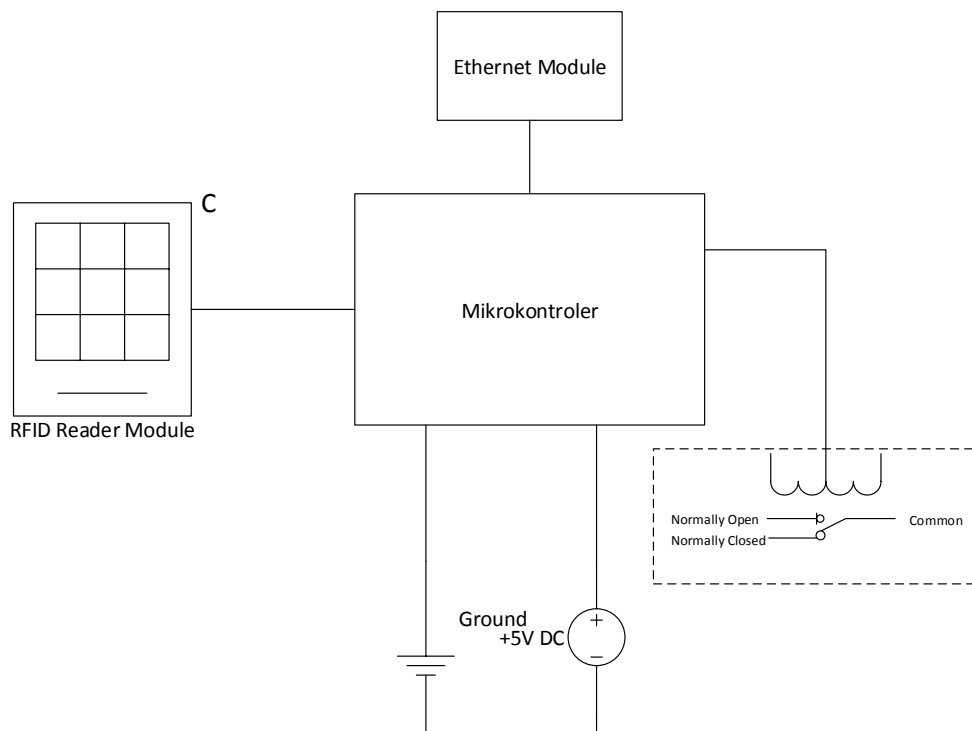 Ethernet Module
C
Mikrokontroler
RFID Reader Module
Normally Open
Common
Normally Closed
Ground
+5V DC
+
−